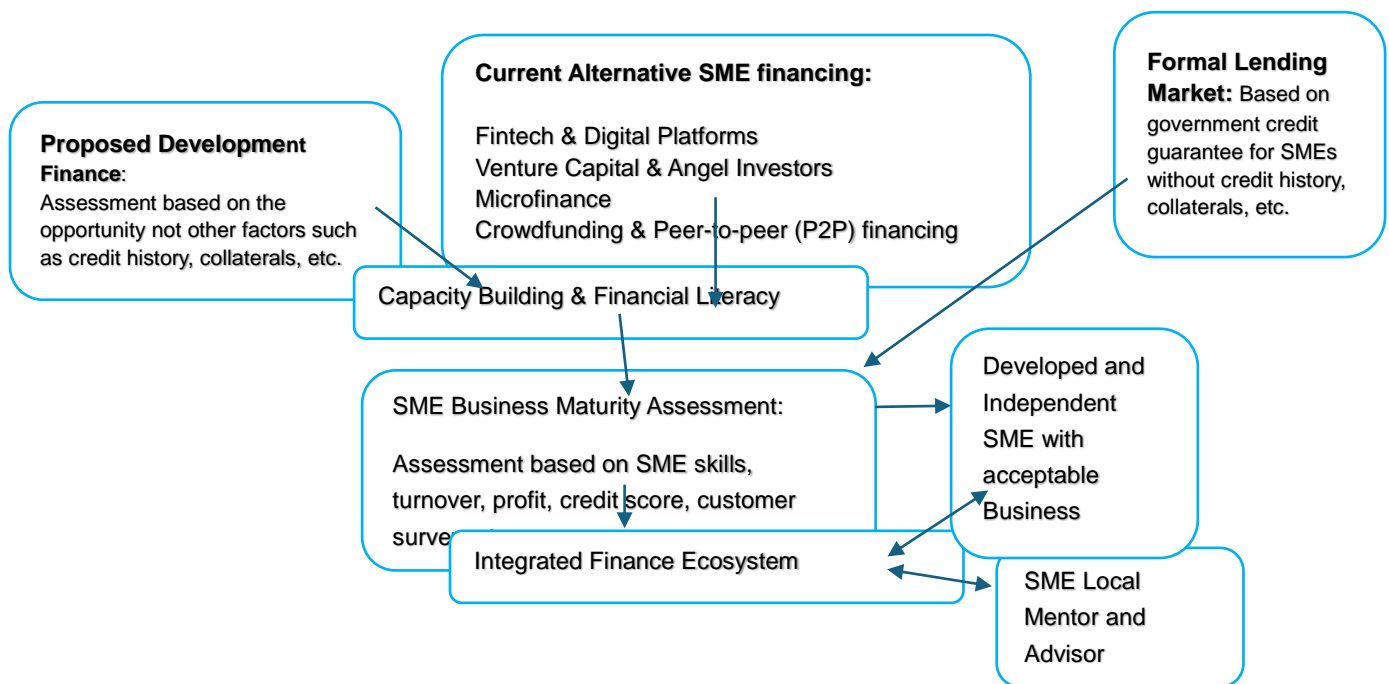 Proposed Development
Finance:
Assessment based on the
opportunity not other factors such
as credit history, collaterals, etc.
Current Alternative SME financing:
Fintech & Digital Platforms
Venture Capital & Angel Investors
Microfinance
Crowdfunding & Peer-to-peer (P2P) financing
Formal Lending
Market: Based on
government credit
guarantee for SMEs
without credit history,
collaterals, etc.
Capacity Building & Financial Literacy
SME Business Maturity Assessment:
Assessment based on SME skills,
turnover, profit, credit score, customer
Developed and
Independent
SME with
acceptable
Business
Integrated Finance Ecosystem
SME Local
Mentor and
Advisor